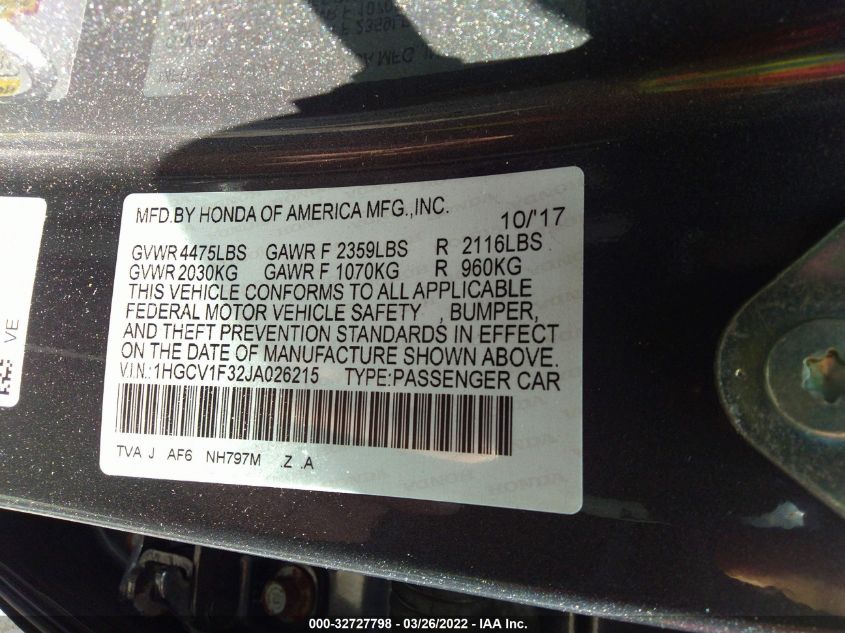 MFD.BY HONDA OF AMERICA MFG.,INC. 10/'17
GVWR 4475LBS GAWR F 2359LBS R 2116LBS
GVWR 2030KG GAWR F 1070KG R 960KG
THIS VEHICLE CONFORMS TO ALL APPLICABLE
FEDERAL MOTOR VEHICLE SAFETY , BUMPER,
AND THEFT PREVENTION STANDARDS IN EFFECT
ON THE DATE OF MANUFACTURE SHOWN ABOVE.
V.I.N.:1HGCV1F32JA026215 TYPE:PASSENGER CAR
TVA J AF6 NH797M .Z .A
VE
000-32727798 - 03/26/2022 - IAA Inc.